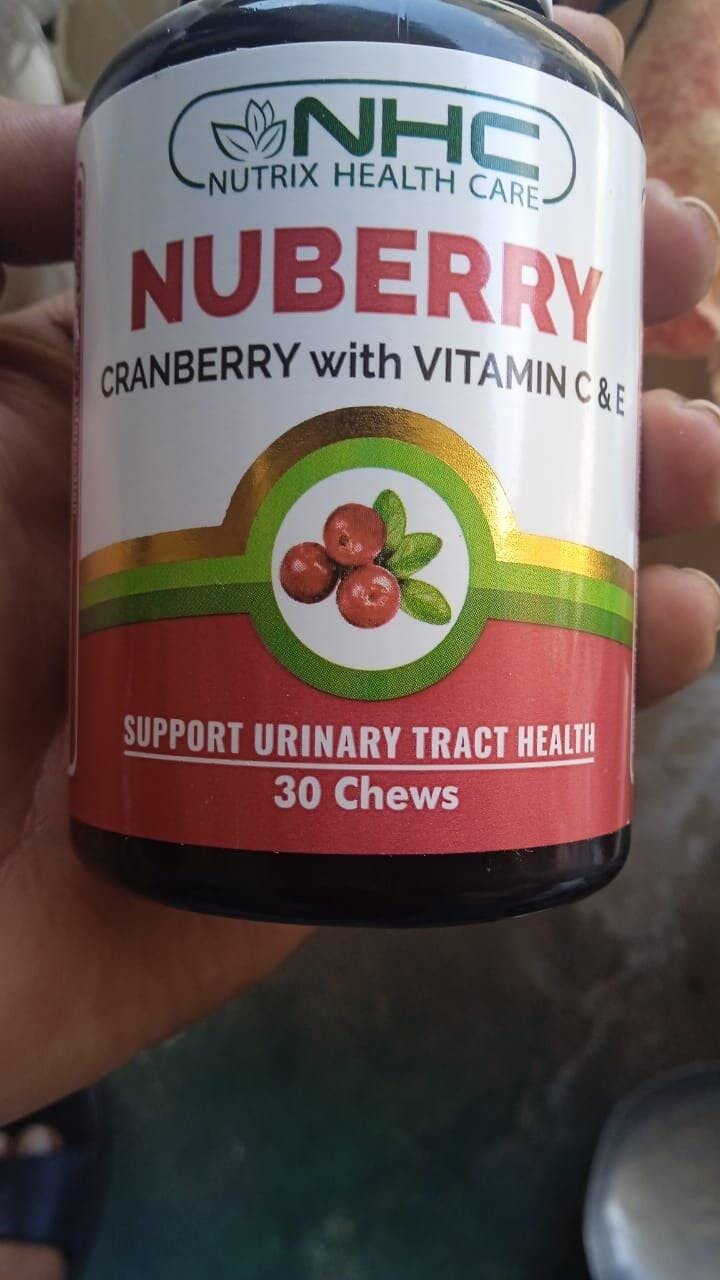 NHC
NUTRIX HEALTH CARE
NUBERRY
CRANBERRY with VITAMIN C & E
SUPPORT URINARY TRACT HEALTH
30 Chews